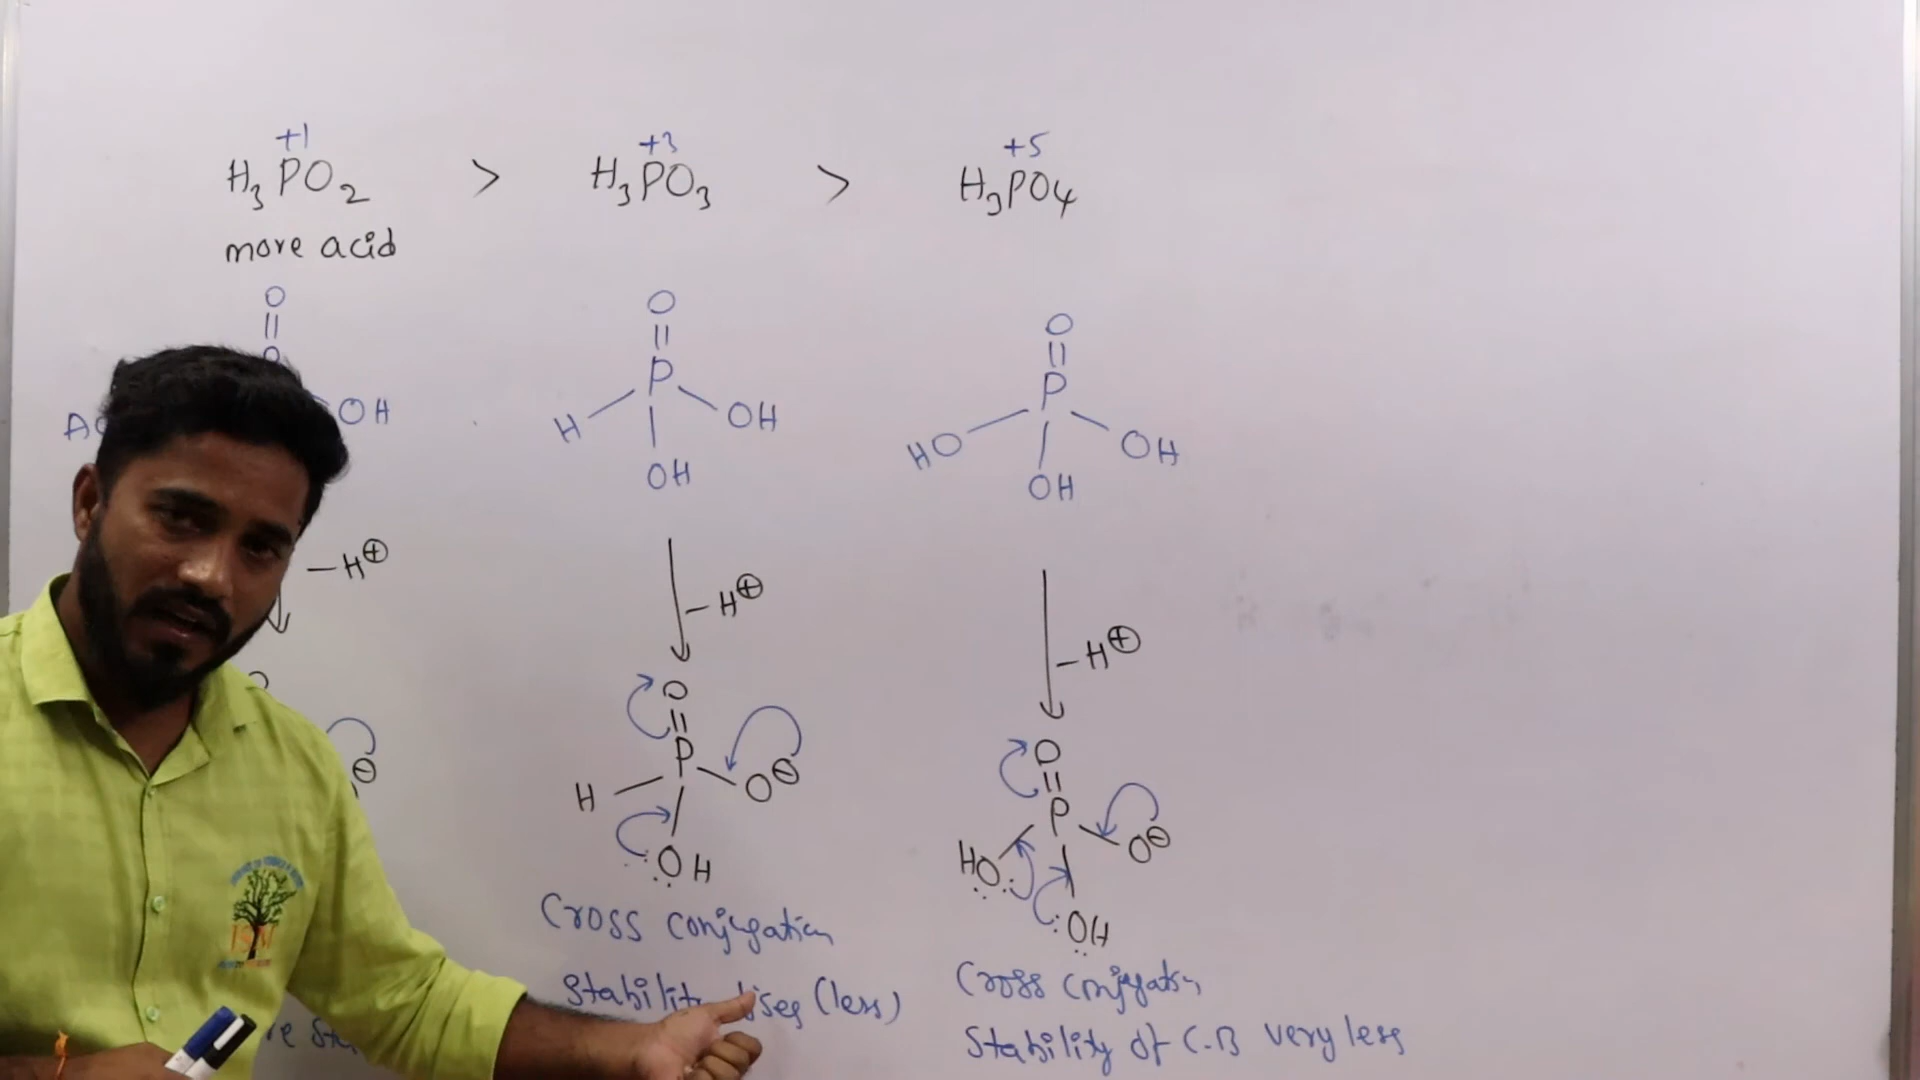 +1 +3 +5
H₃PO₂ > H₃PO₃ > H₃PO₄
more acid
O O O
P P
OH H OH HO OH
OH OH
–H⊕ –H⊕ –H⊕
O O
P P
⊖ H O⊖ HO O⊖
OH OH
Cross conjugation Cross conjugation
Stability (less)
Stability of C.B very less